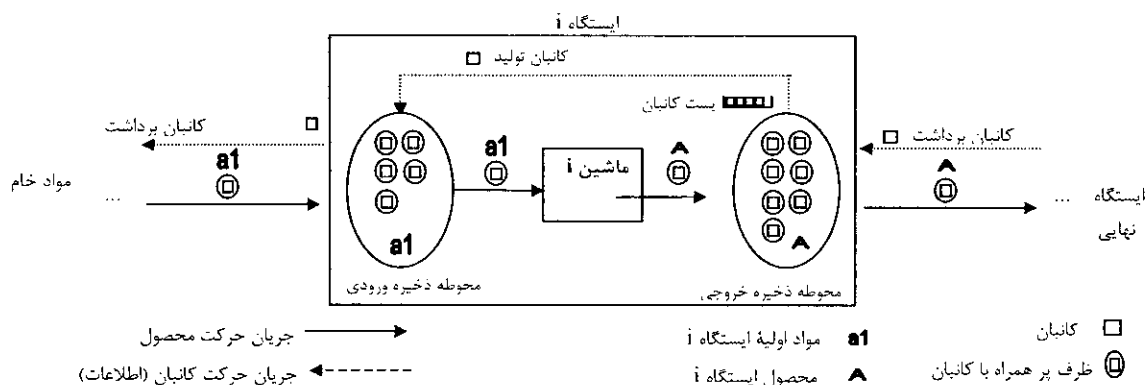 ایستگاه i
کانبان تولید
پست کانبان
کانبان برداشت
کانبان برداشت
a1
a1
A
A
مواد خام
...
ماشین i
...
ایستگاه
نهایی
a1
A
محوطه ذخیره ورودی
محوطه ذخیره خروجی
جریان حرکت محصول
a1 مواد اولیهٔ ایستگاه i
کانبان
جریان حرکت کانبان (اطلاعات)
A محصول ایستگاه i
ظرف پر همراه با کانبان